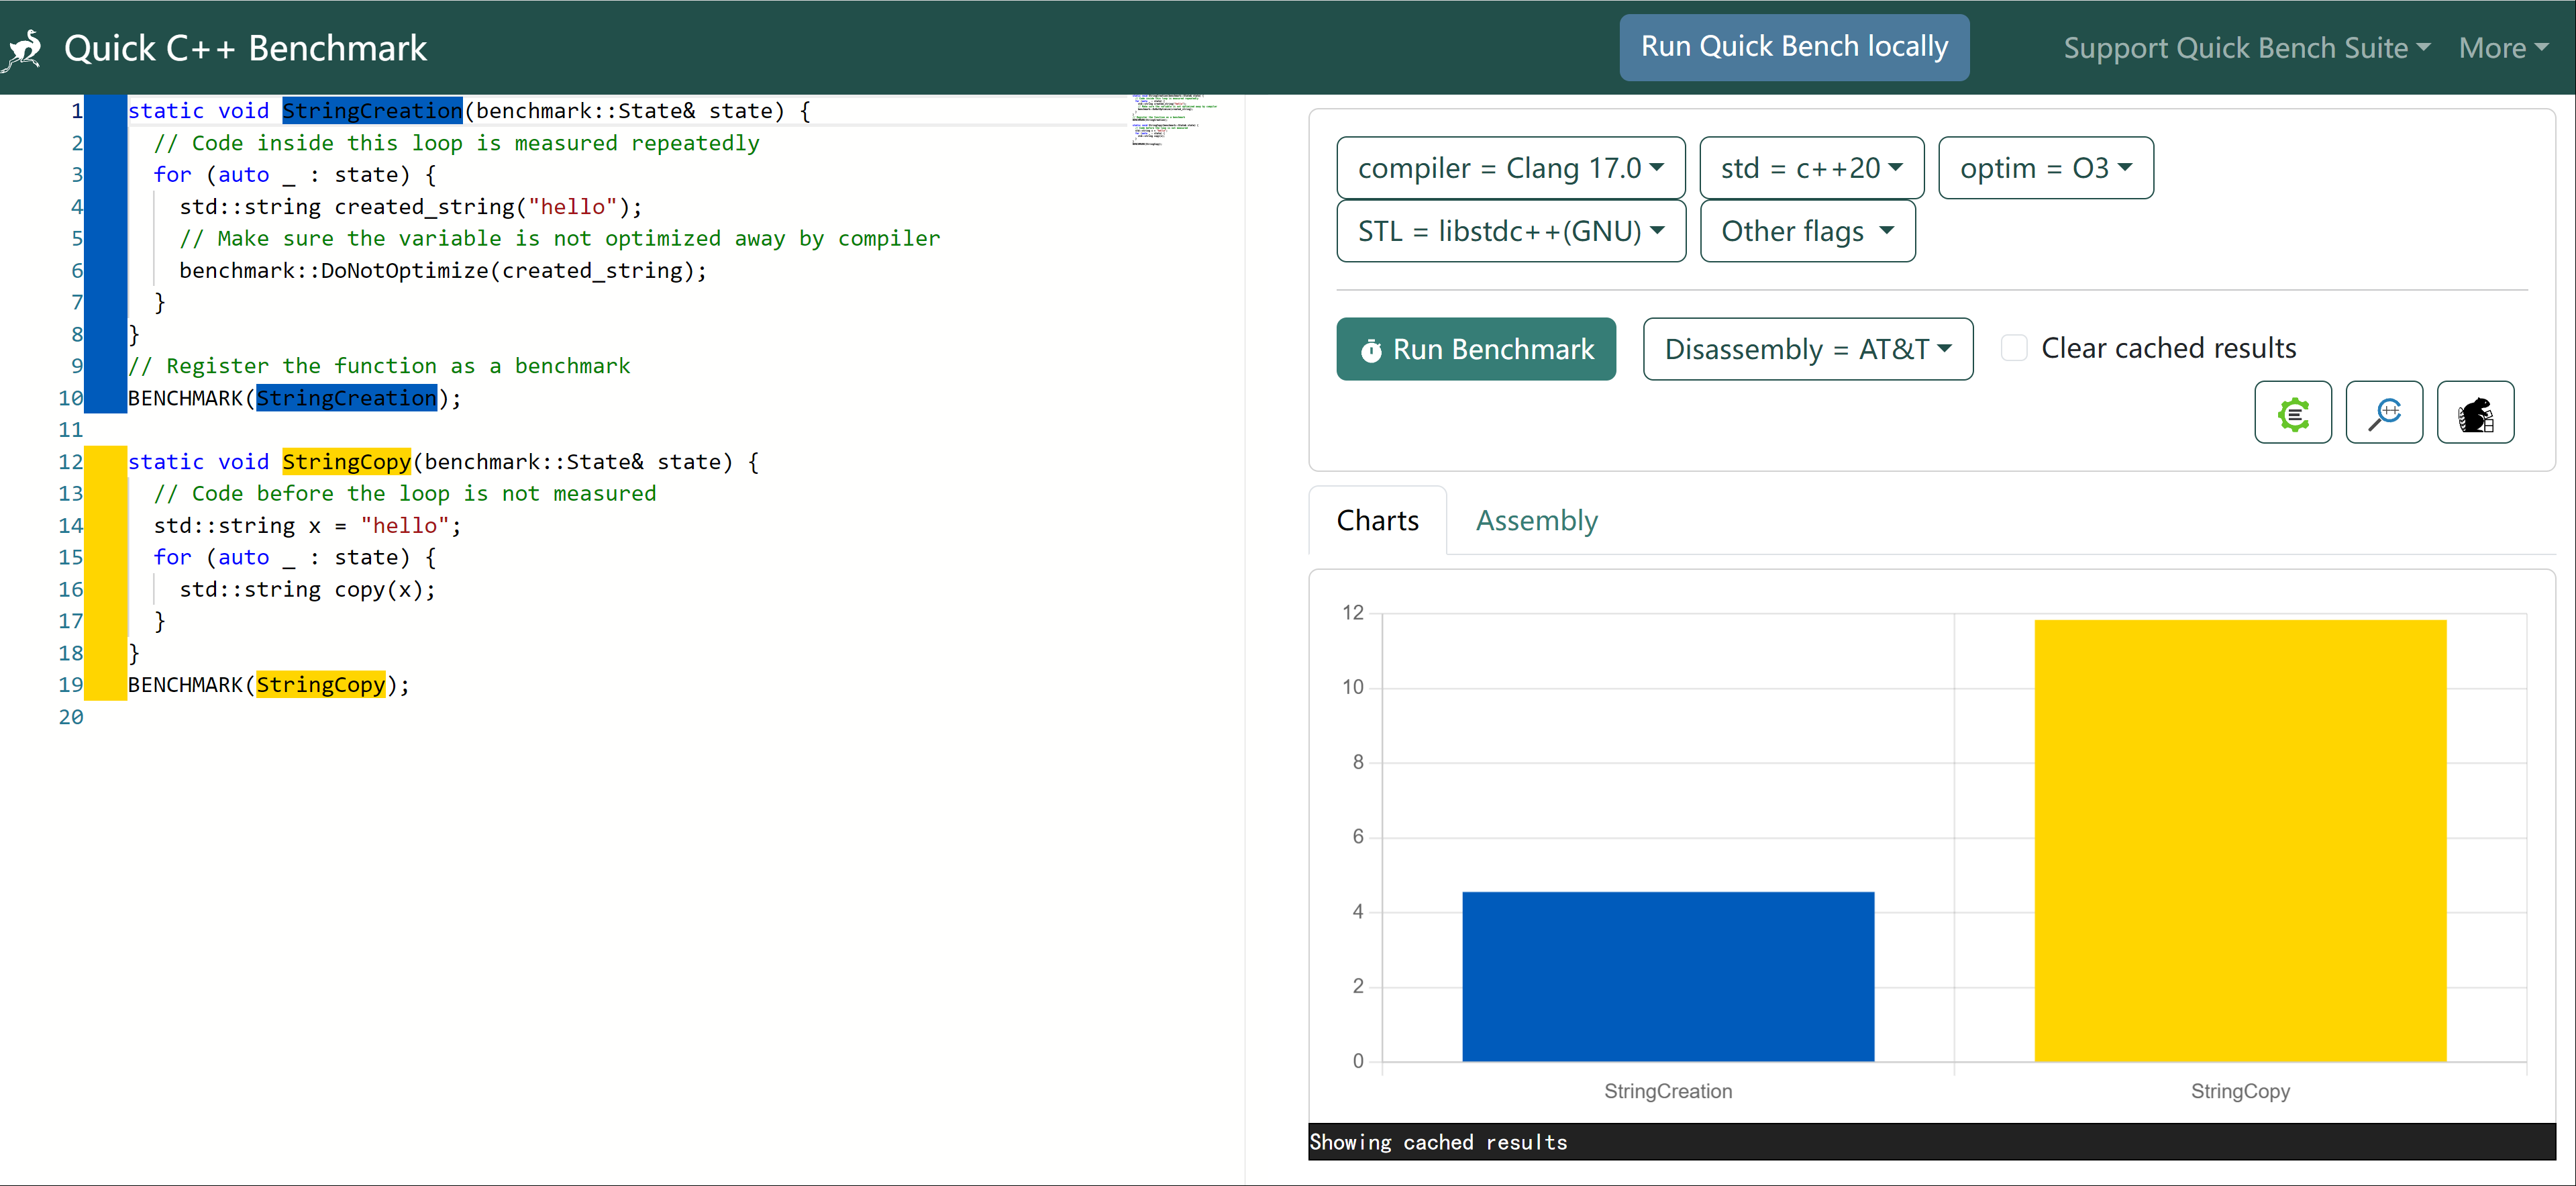 Quick C++ Benchmark
Run Quick Bench locally
Support Quick Bench Suite
More
1 static void StringCreation(benchmark::State& state) {
2 // Code inside this loop is measured repeatedly
3 for (auto _ : state) {
4 std::string created_string("hello");
5 // Make sure the variable is not optimized away by compiler
6 benchmark::DoNotOptimize(created_string);
7 }
8 }
9 // Register the function as a benchmark
10 BENCHMARK(StringCreation);
11
12 static void StringCopy(benchmark::State& state) {
13 // Code before the loop is not measured
14 std::string x = "hello";
15 for (auto _ : state) {
16 std::string copy(x);
17 }
18 }
19 BENCHMARK(StringCopy);
20
compiler = Clang 17.0
std = c++20
optim = O3
STL = libstdc++(GNU)
Other flags
Run Benchmark
Disassembly = AT&T
Clear cached results
Charts
Assembly
12
10
8
6
4
2
0
StringCreation
StringCopy
Showing cached results